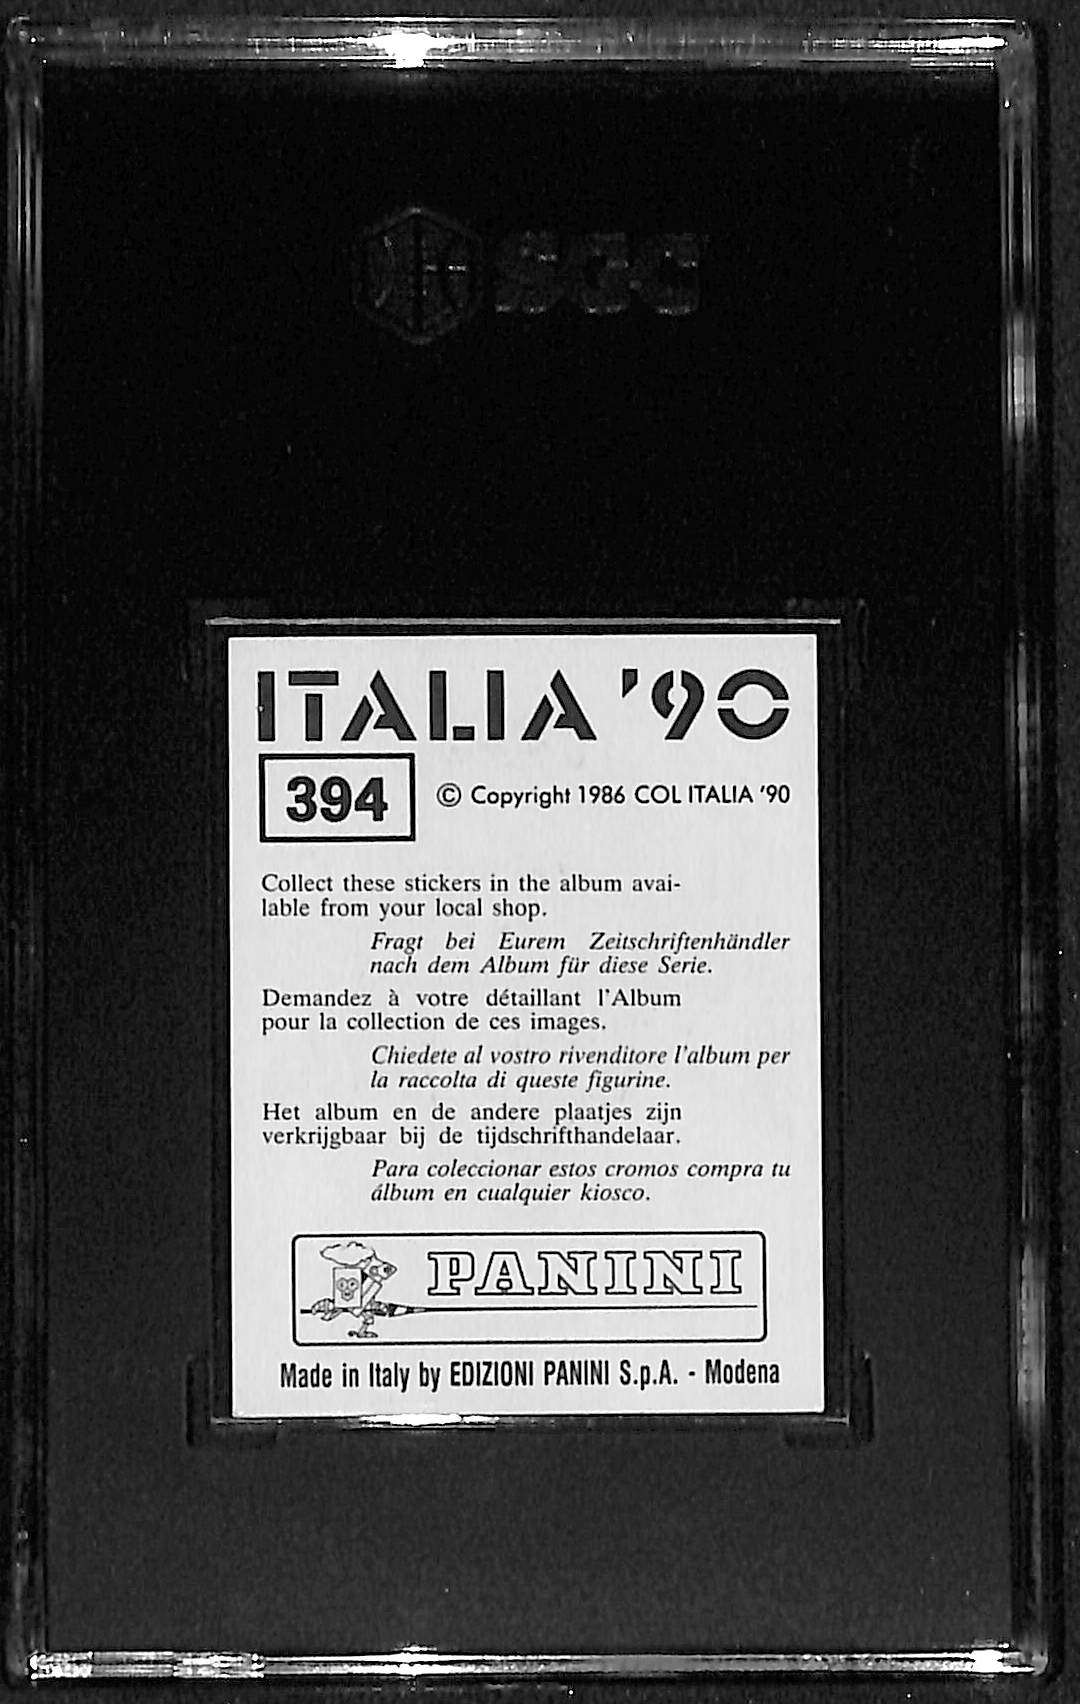 SGC
ITALIA '90
394
© Copyright 1986 COL ITALIA '90
Collect these stickers in the album avai-
lable from your local shop.
Fragt bei Eurem Zeitschriftenhändler
nach dem Album für diese Serie.
Demandez à votre détaillant l'Album
pour la collection de ces images.
Chiedete al vostro rivenditore l'album per
la raccolta di queste figurine.
Het album en de andere plaatjes zijn
verkrijgbaar bij de tijdschrifthandelaar.
Para coleccionar estos cromos compra tu
álbum en cualquier kiosco.
PANINI
Made in Italy by EDIZIONI PANINI S.p.A. - Modena